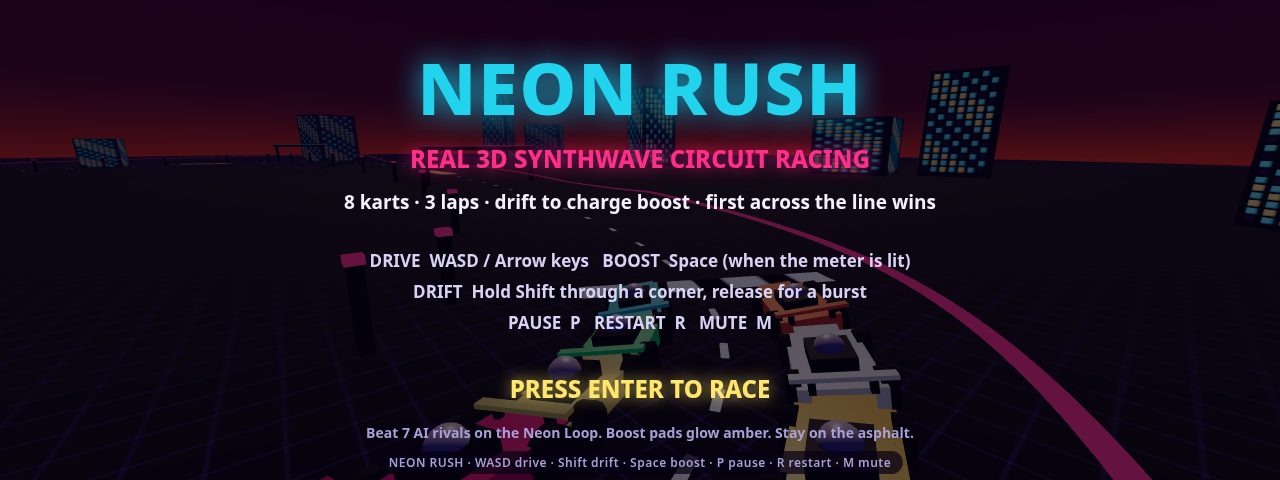 NEON RUSH
REAL 3D SYNTHWAVE CIRCUIT RACING
8 karts · 3 laps · drift to charge boost · first across the line wins
DRIVE WASD / Arrow keys BOOST Space (when the meter is lit)
DRIFT Hold Shift through a corner, release for a burst
PAUSE P RESTART R MUTE M
PRESS ENTER TO RACE
Beat 7 AI rivals on the Neon Loop. Boost pads glow amber. Stay on the asphalt.
NEON RUSH · WASD drive · Shift drift · Space boost · P pause · R restart · M mute